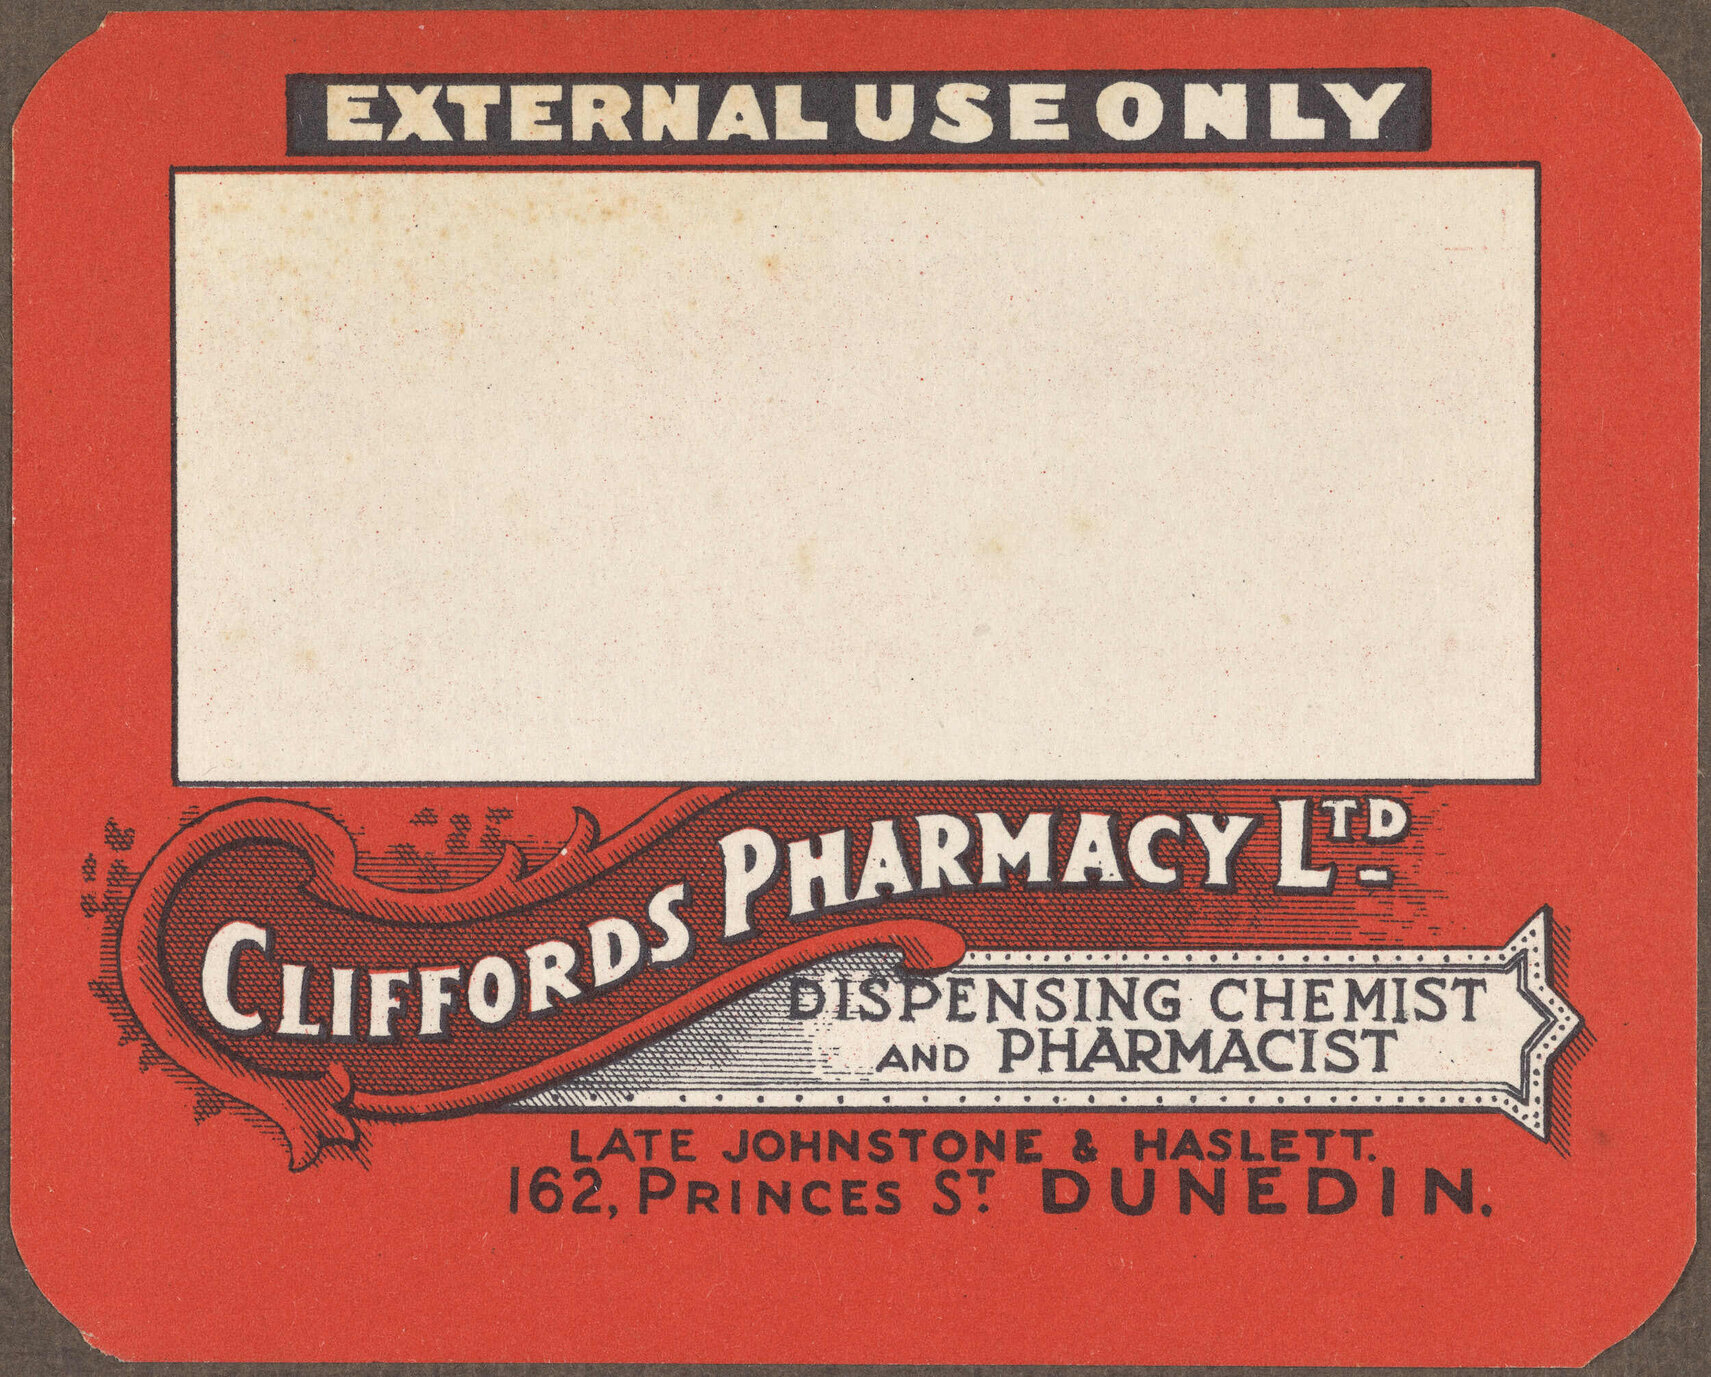 EXTERNAL USE ONLY
CLIFFORDS PHARMACY LTD
DISPENSING CHEMIST
AND PHARMACIST
LATE JOHNSTONE & HASLETT.
162, PRINCES ST. DUNEDIN.